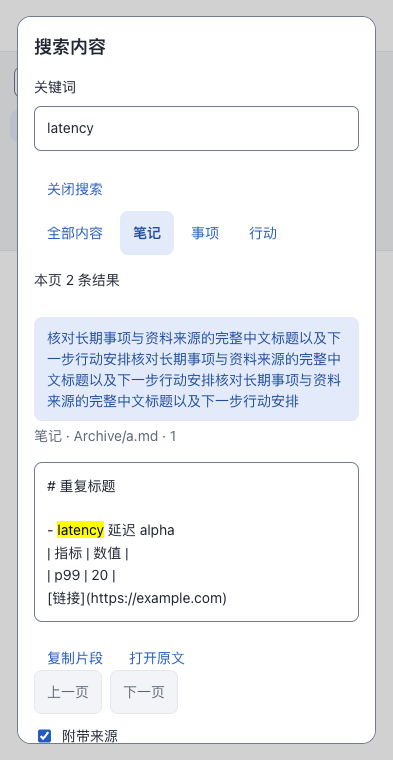 搜索内容
关键词
latency
关闭搜索
全部内容 笔记 事项 行动
本页 2 条结果
核对长期事项与资料来源的完整中文标题以及下
一步行动安排核对长期事项与资料来源的完整中
文标题以及下一步行动安排核对长期事项与资料
来源的完整中文标题以及下一步行动安排
笔记 · Archive/a.md · 1
# 重复标题
- latency 延迟 alpha
| 指标 | 数值 |
| p99 | 20 |
[链接](https://example.com)
复制片段 打开原文
上一页 下一页
附带来源